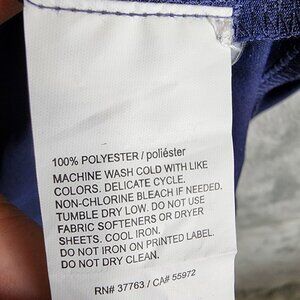 100% POLYESTER / poliéster
MACHINE WASH COLD WITH LIKE
COLORS. DELICATE CYCLE.
NON-CHLORINE BLEACH IF NEEDED.
TUMBLE DRY LOW. DO NOT USE
FABRIC SOFTENERS OR DRYER
SHEETS. COOL IRON.
DO NOT IRON ON PRINTED LABEL.
DO NOT DRY CLEAN.
RN# 37763 / CA# 55972